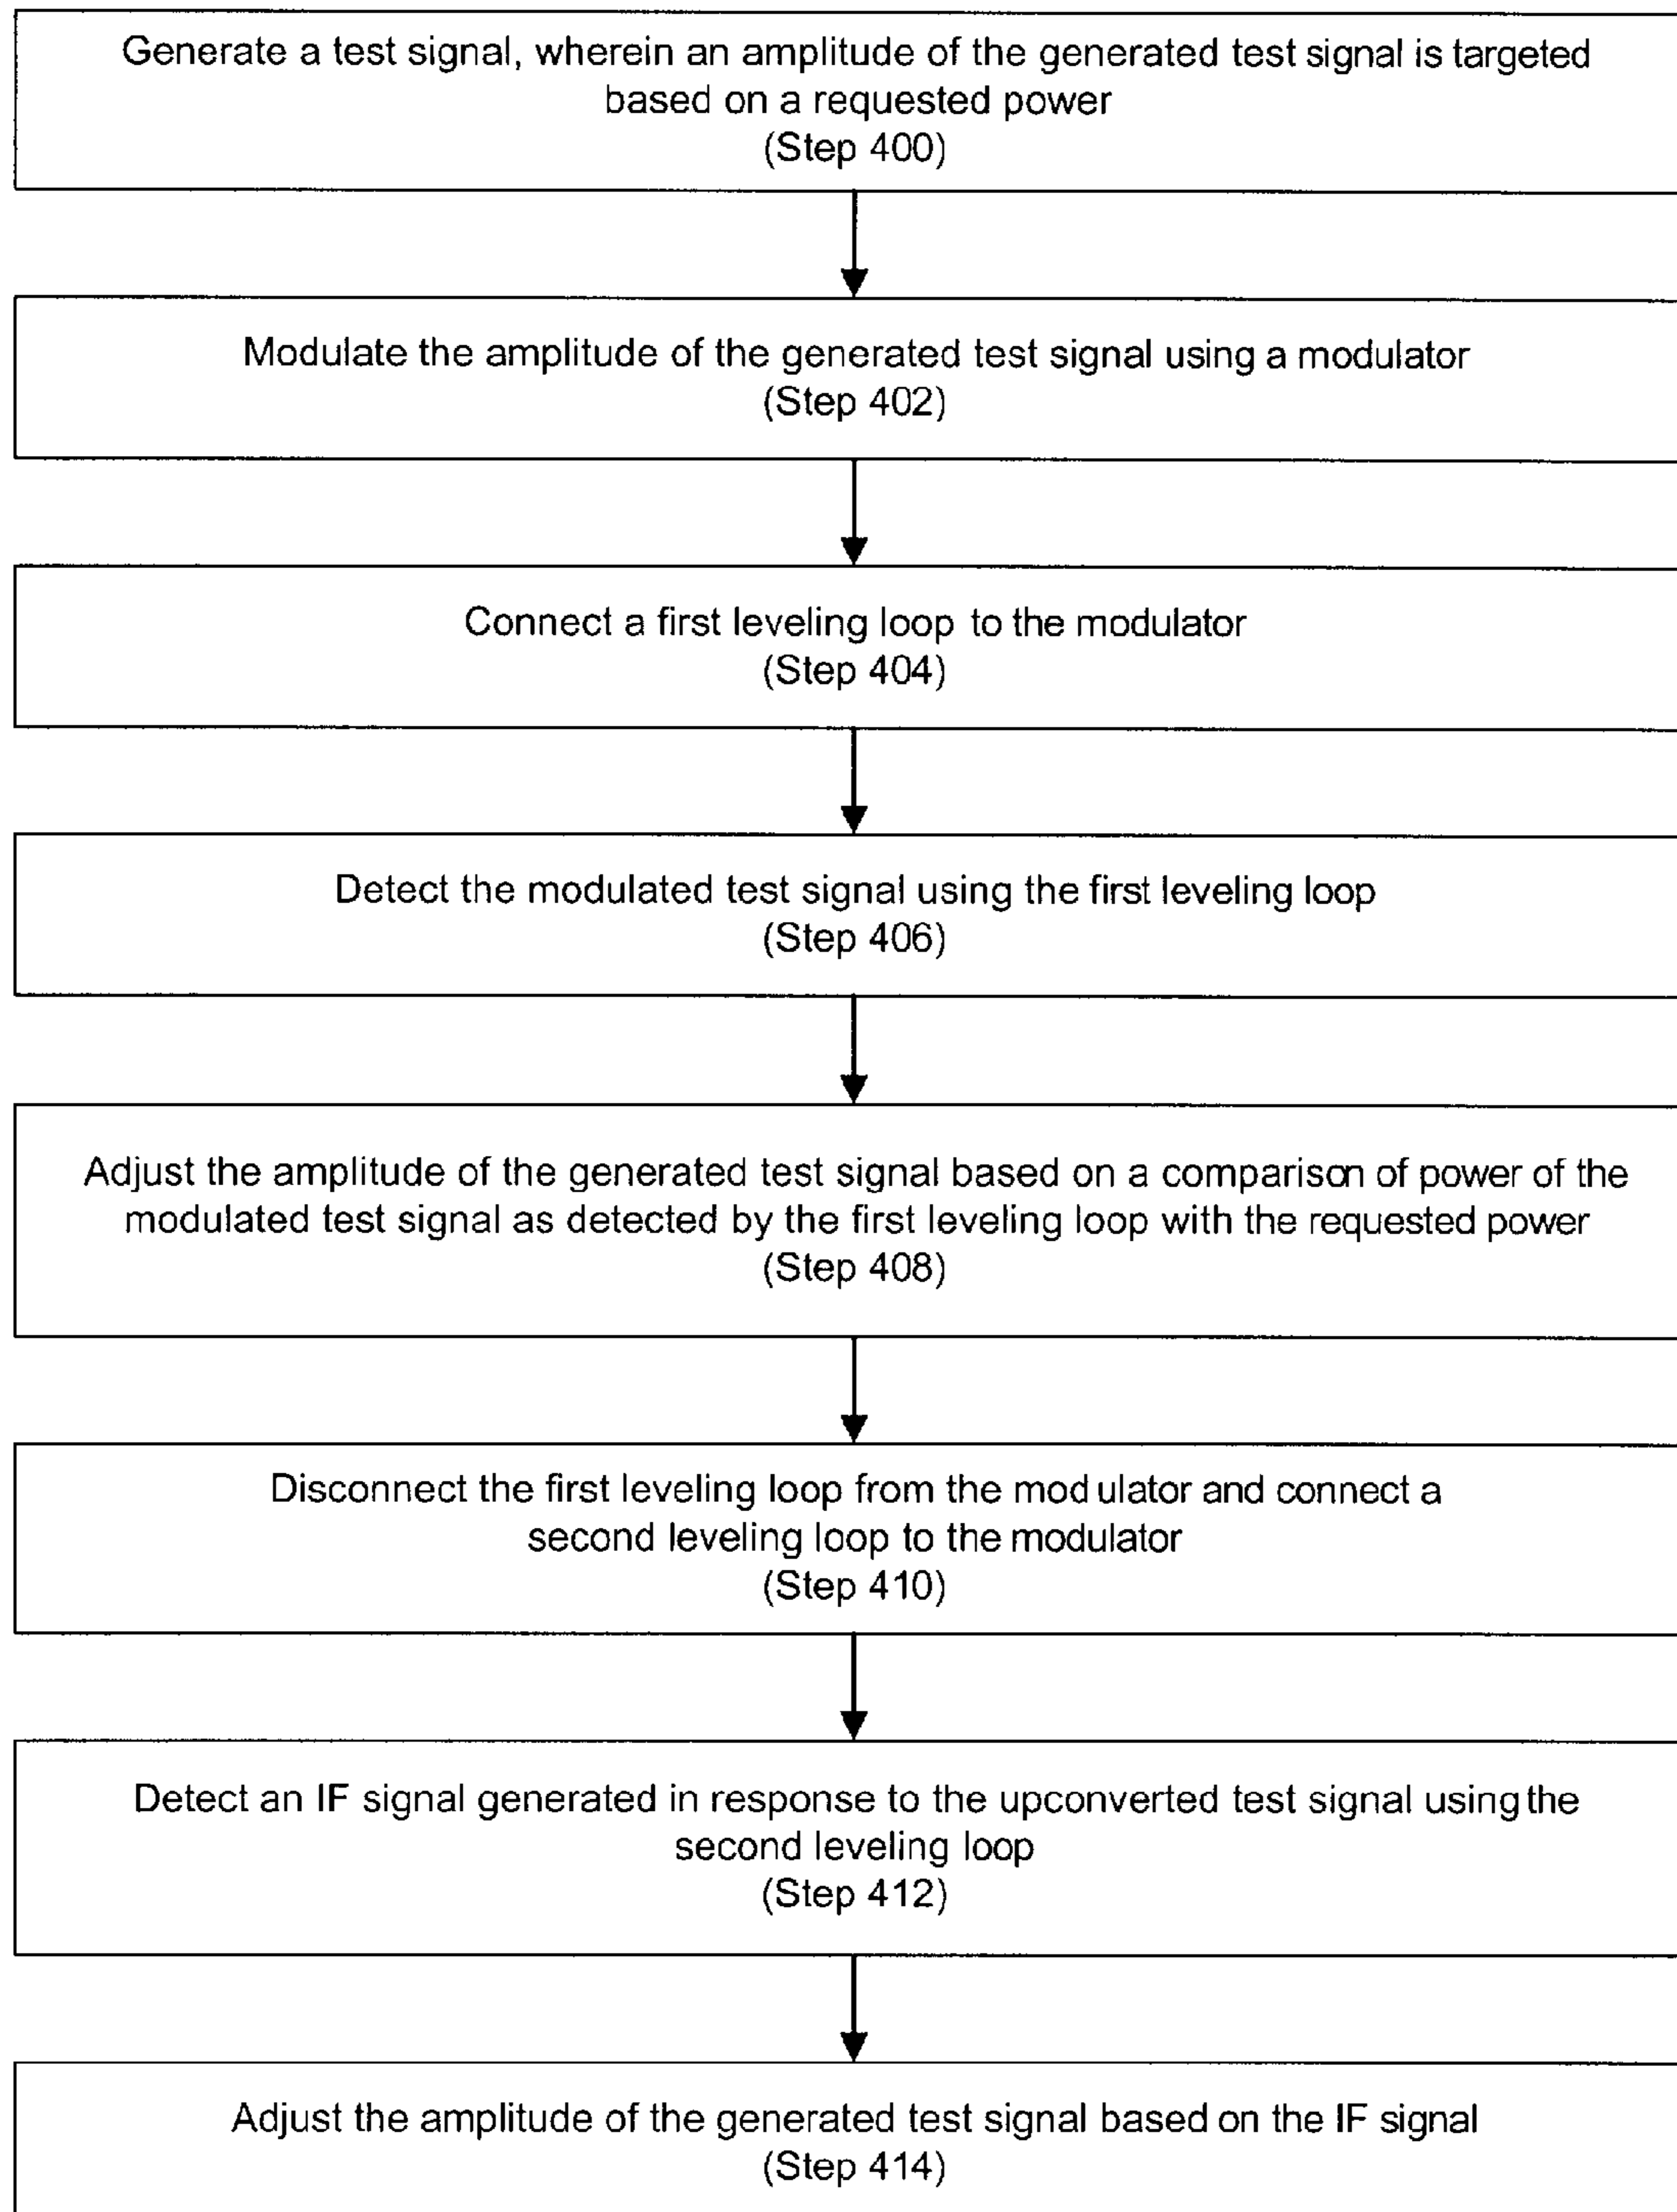 Generate a test signal, wherein an amplitude of the generated test signal is targeted
based on a requested power
(Step 400)
Modulate the amplitude of the generated test signal using a modulator
(Step 402)
Connect a first leveling loop to the modulator
(Step 404)
Detect the modulated test signal using the first leveling loop
(Step 406)
Adjust the amplitude of the generated test signal based on a comparison of power of the
modulated test signal as detected by the first leveling loop with the requested power
(Step 408)
Disconnect the first leveling loop from the modulator and connect a
second leveling loop to the modulator
(Step 410)
Detect an IF signal generated in response to the upconverted test signal using the
second leveling loop
(Step 412)
Adjust the amplitude of the generated test signal based on the IF signal
(Step 414)